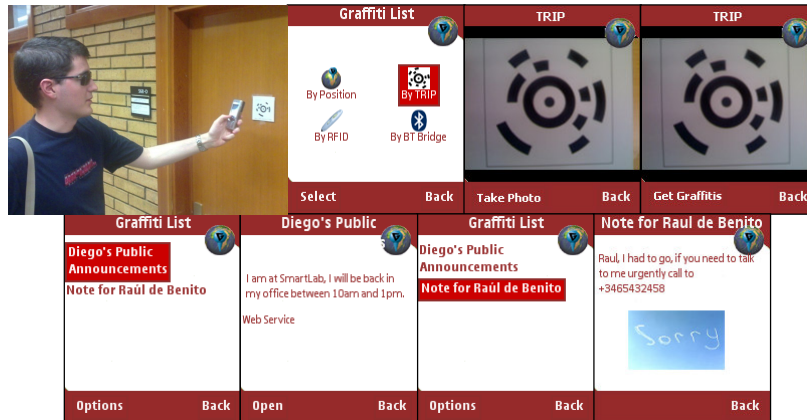 Graffiti List
By Position
By TRIP
By RFID
By BT Bridge
Select Back
TRIP
Take Photo Back
TRIP
Get Graffitis Back
Graffiti List
Diego's Public
Announcements
Note for Raúl de Benito
Options Back
Diego's Public
I am at SmartLab, I will be back in
my office between 10am and 1pm.
Web Service
Open Back
Graffiti List
Diego's Public
Announcements
Note for Raúl de Benito
Options Back
Note for Raul de Benito
Raul, I had to go, if you need to talk
to me urgently call to
+3465432458
Sorry
Back